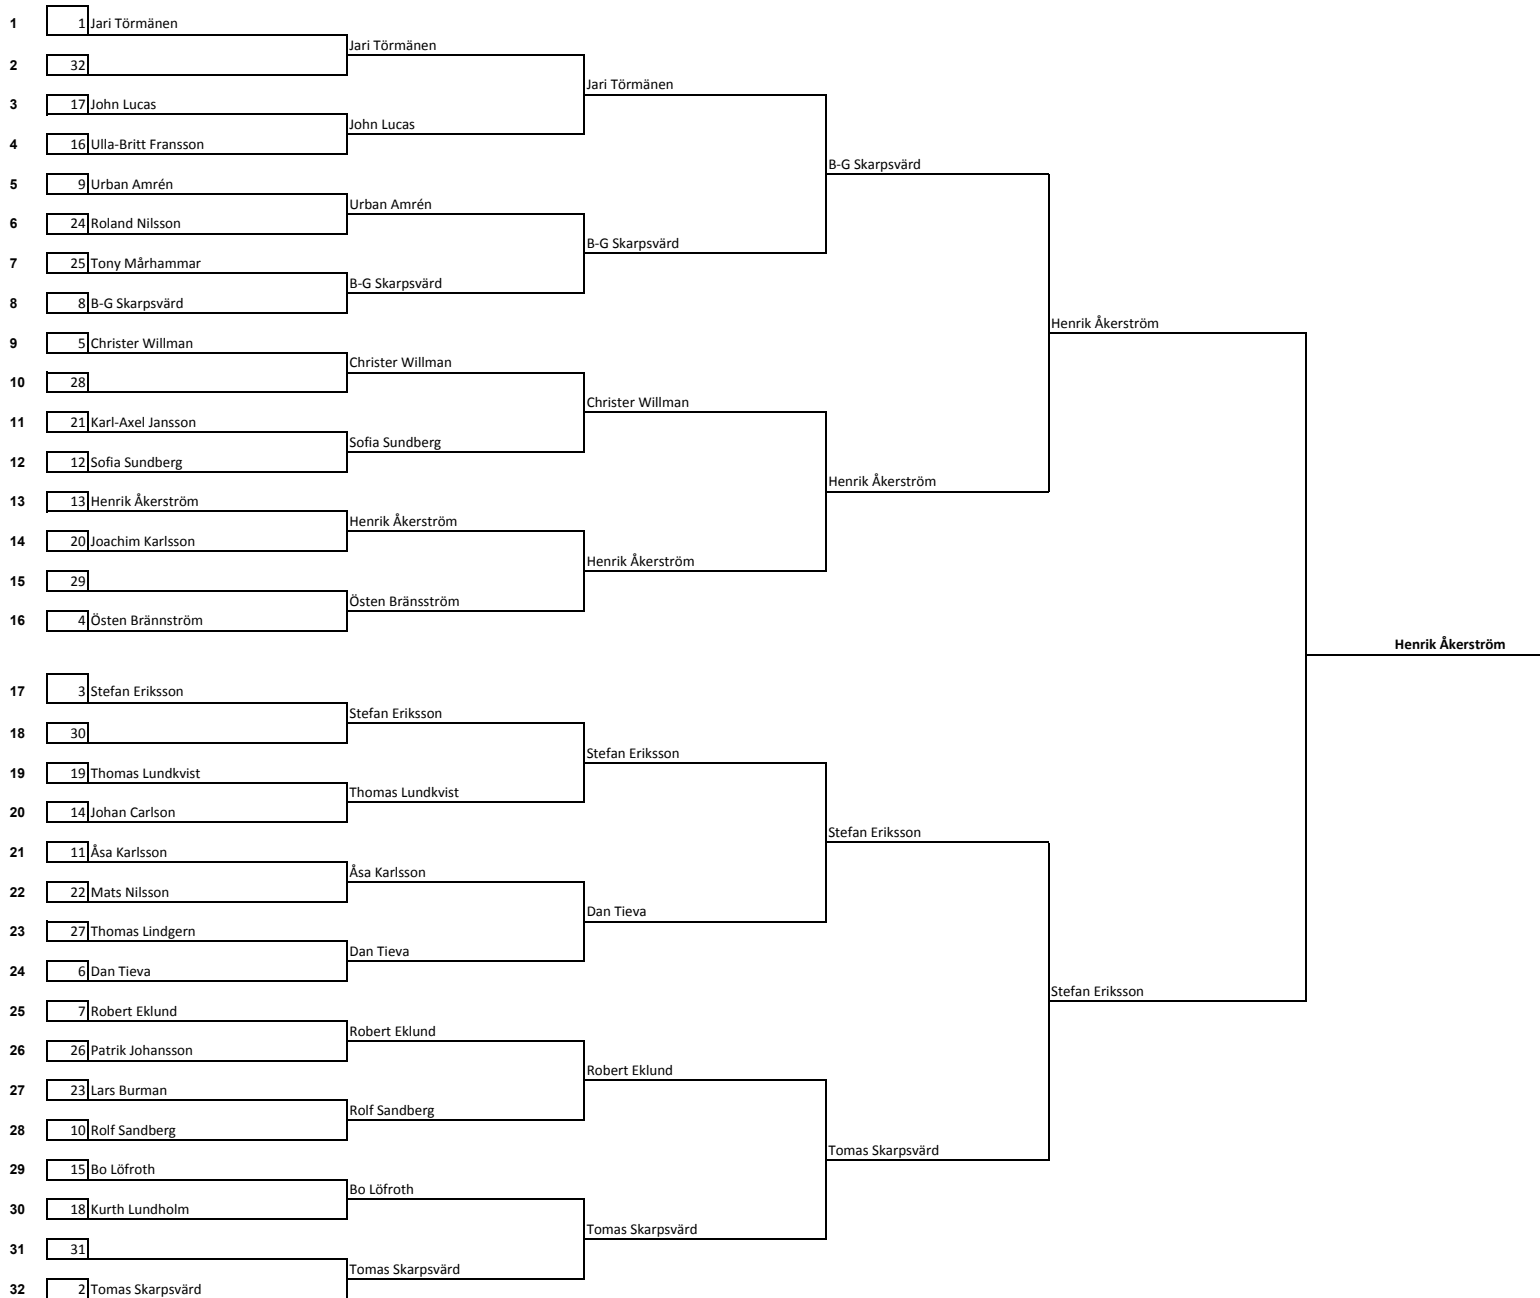 1 1 Jari Törmänen
Jari Törmänen
2 32
Jari Törmänen
3 17 John Lucas
John Lucas
4 16 Ulla-Britt Fransson
B-G Skarpsvärd
5 9 Urban Amrén
Urban Amrén
6 24 Roland Nilsson
B-G Skarpsvärd
7 25 Tony Mårhammar
B-G Skarpsvärd
8 8 B-G Skarpsvärd
Henrik Åkerström
9 5 Christer Willman
Christer Willman
10 28
Christer Willman
11 21 Karl-Axel Jansson
Sofia Sundberg
12 12 Sofia Sundberg
Henrik Åkerström
13 13 Henrik Åkerström
Henrik Åkerström
14 20 Joachim Karlsson
Henrik Åkerström
15 29
Östen Bränsström
16 4 Östen Brännström
Henrik Åkerström
17 3 Stefan Eriksson
Stefan Eriksson
18 30
Stefan Eriksson
19 19 Thomas Lundkvist
Thomas Lundkvist
20 14 Johan Carlson
Stefan Eriksson
21 11 Åsa Karlsson
Åsa Karlsson
22 22 Mats Nilsson
Dan Tieva
23 27 Thomas Lindgern
Dan Tieva
24 6 Dan Tieva
Stefan Eriksson
25 7 Robert Eklund
Robert Eklund
26 26 Patrik Johansson
Robert Eklund
27 23 Lars Burman
Rolf Sandberg
28 10 Rolf Sandberg
Tomas Skarpsvärd
29 15 Bo Löfroth
Bo Löfroth
30 18 Kurth Lundholm
Tomas Skarpsvärd
31 31
Tomas Skarpsvärd
32 2 Tomas Skarpsvärd